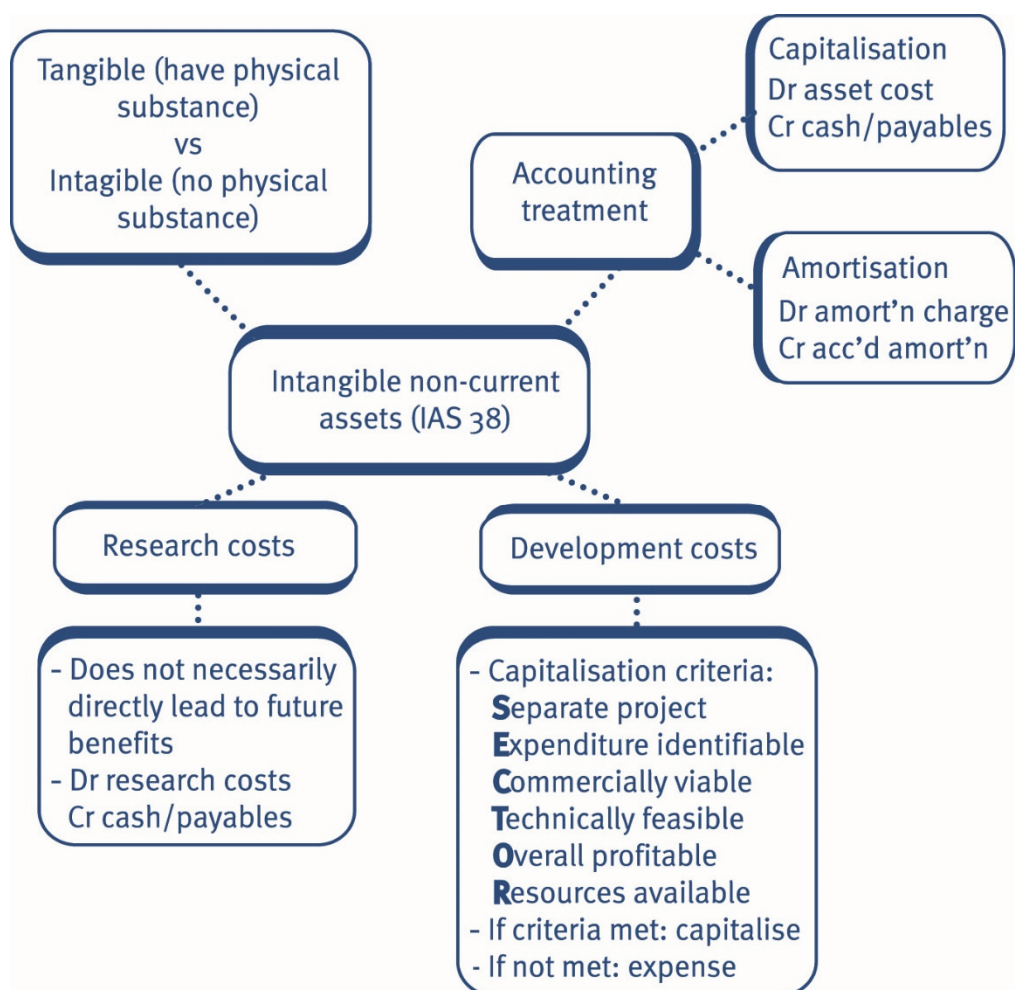 Tangible (have physical
substance)
vs
Intagible (no physical
substance)
Accounting
treatment
Capitalisation
Dr asset cost
Cr cash/payables
Amortisation
Dr amort’n charge
Cr acc’d amort’n
Intangible non-current
assets (IAS 38)
Research costs
- Does not necessarily
directly lead to future
benefits
- Dr research costs
Cr cash/payables
Development costs
- Capitalisation criteria:
Separate project
Expenditure identifiable
Commercially viable
Technically feasible
Overall profitable
Resources available
- If criteria met: capitalise
- If not met: expense